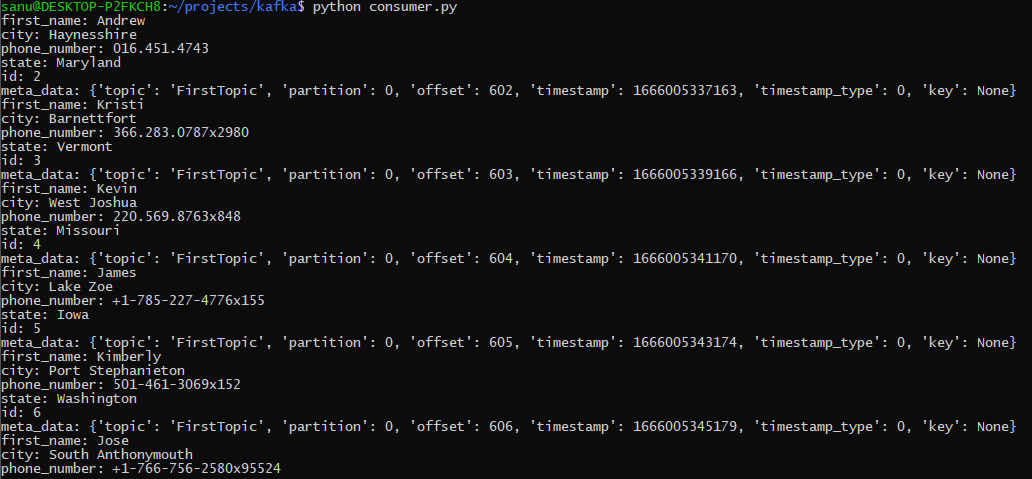 sanu@DESKTOP-P2FKCH8:~/projects/kafka$ python consumer.py
first_name: Andrew
city: Haynesshire
phone_number: 016.451.4743
state: Maryland
id: 2
meta_data: {'topic': 'FirstTopic', 'partition': 0, 'offset': 602, 'timestamp': 1666005337163, 'timestamp_type': 0, 'key': None}
first_name: Kristi
city: Barnettfort
phone_number: 366.283.0787x2980
state: Vermont
id: 3
meta_data: {'topic': 'FirstTopic', 'partition': 0, 'offset': 603, 'timestamp': 1666005339166, 'timestamp_type': 0, 'key': None}
first_name: Kevin
city: West Joshua
phone_number: 220.569.8763x848
state: Missouri
id: 4
meta_data: {'topic': 'FirstTopic', 'partition': 0, 'offset': 604, 'timestamp': 1666005341170, 'timestamp_type': 0, 'key': None}
first_name: James
city: Lake Zoe
phone_number: +1-785-227-4776x155
state: Iowa
id: 5
meta_data: {'topic': 'FirstTopic', 'partition': 0, 'offset': 605, 'timestamp': 1666005343174, 'timestamp_type': 0, 'key': None}
first_name: Kimberly
city: Port Stephanieton
phone_number: 501-461-3069x152
state: Washington
id: 6
meta_data: {'topic': 'FirstTopic', 'partition': 0, 'offset': 606, 'timestamp': 1666005345179, 'timestamp_type': 0, 'key': None}
first_name: Jose
city: South Anthonymouth
phone_number: +1-766-756-2580x95524